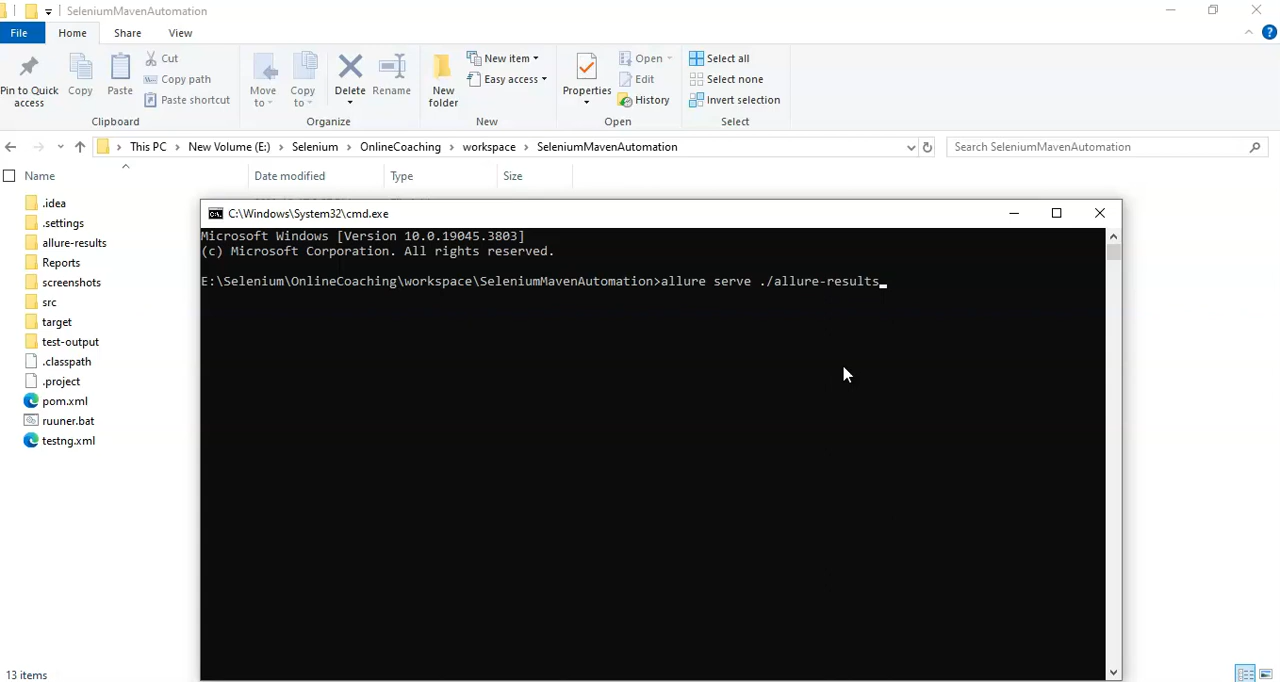 SeleniumMavenAutomation
File Home Share View
Pin to Quick access
Copy
Paste
Cut
Copy path
Paste shortcut
Clipboard
Move to
Copy to
Delete
Rename
Organize
New folder
New item
Easy access
New
Properties
Open
Edit
History
Open
Select all
Select none
Invert selection
Select
This PC > New Volume (E:) > Selenium > OnlineCoaching > workspace > SeleniumMavenAutomation
Search SeleniumMavenAutomation
Name Date modified Type Size
.idea
.settings
allure-results
Reports
screenshots
src
target
test-output
.classpath
.project
pom.xml
ruuner.bat
testng.xml
C:\Windows\System32\cmd.exe
Microsoft Windows [Version 10.0.19045.3803]
(c) Microsoft Corporation. All rights reserved.
E:\Selenium\OnlineCoaching\workspace\SeleniumMavenAutomation>allure serve ./allure-results
13 items